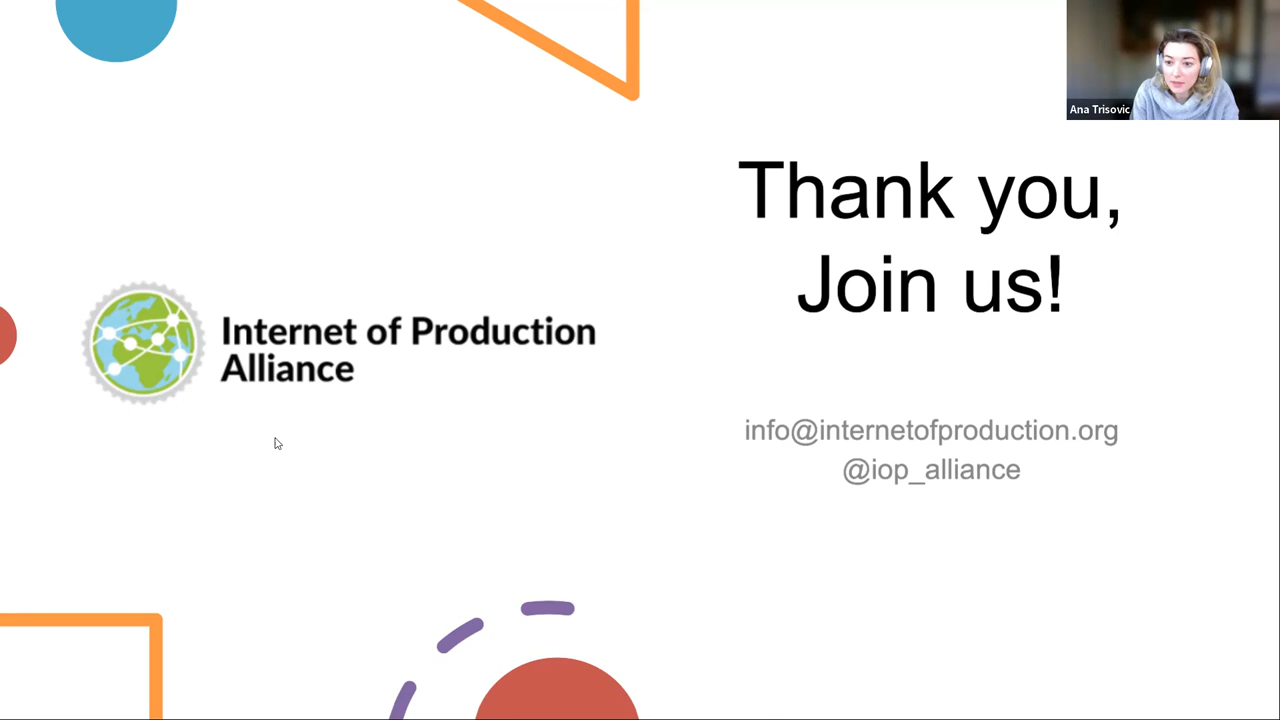 Ana Trisovic
Thank you,
Join us!
Internet of Production
Alliance
info@internetofproduction.org
@iop_alliance